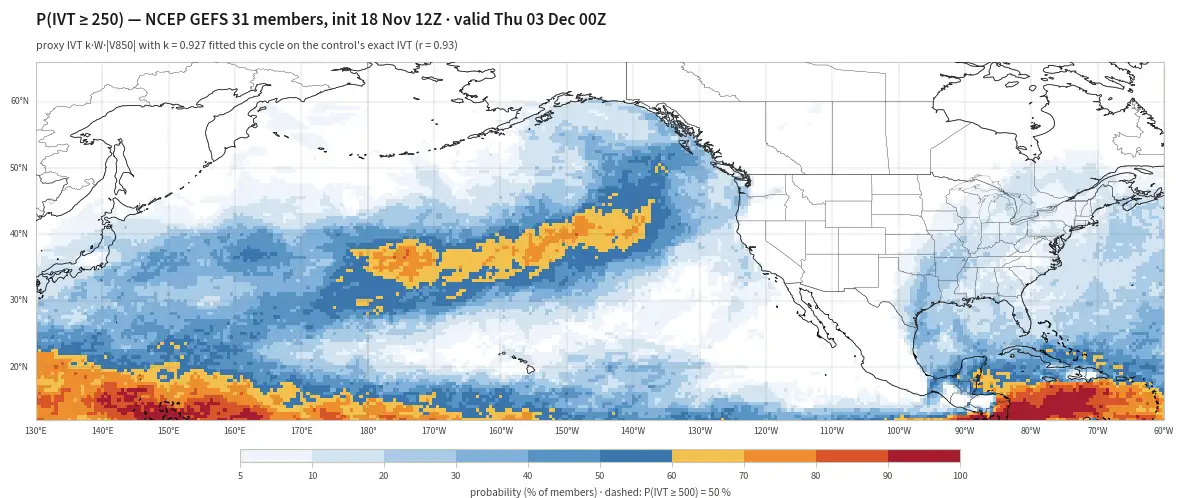 P(IVT ≥ 250) — NCEP GEFS 31 members, init 18 Nov 12Z · valid Thu 03 Dec 00Z
proxy IVT k·W·|V850| with k = 0.927 fitted this cycle on the control's exact IVT (r = 0.93)
60°N
50°N
40°N
30°N
20°N
130°E 140°E 150°E 160°E 170°E 180° 170°W 160°W 150°W 140°W 130°W 120°W 110°W 100°W 90°W 80°W 70°W 60°W
5 10 20 30 40 50 60 70 80 90 100
probability (% of members) · dashed: P(IVT ≥ 500) = 50 %